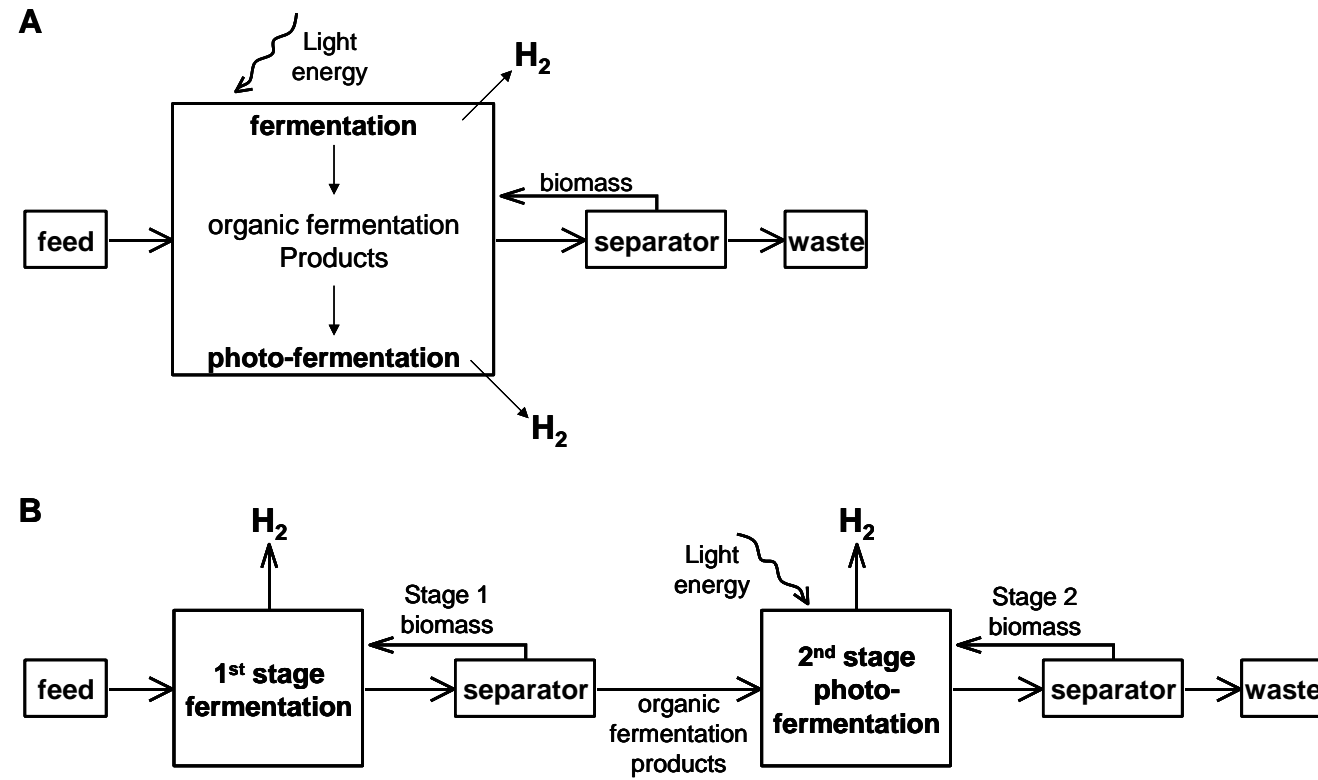 A
Light
energy
H₂
fermentation
biomass
organic fermentation
Products
feed
separator
waste
photo-fermentation
H₂
B
H₂
H₂
Light
energy
Stage 1
biomass
Stage 2
biomass
feed
1st stage
fermentation
separator
organic
fermentation
products
2nd stage
photo-
fermentation
separator
waste